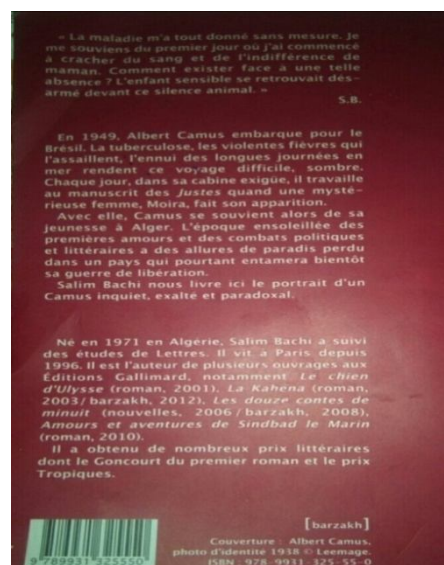 « La maladie m'a tout donné sans mesure. Je
me souviens du premier jour où j'ai commencé
à cracher du sang et de l'indifférence de
maman. Comment exister face à une telle
absence ? L'enfant sensible se retrouvait dés-
armé devant ce silence animal. »
S.B.
En 1949, Albert Camus embarque pour le
Brésil. La tuberculose, les violentes fièvres qui
l'assaillent, l'ennui des longues journées en
mer rendent ce voyage difficile, sombre.
Chaque jour, dans sa cabine exigüe, il travaille
au manuscrit des Justes quand une mysté-
rieuse femme, Moira, fait son apparition.
Avec elle, Camus se souvient alors de sa
jeunesse à Alger. L'époque ensoleillée des
premières amours et des combats politiques
et littéraires a des allures de paradis perdu
dans un pays qui pourtant entamera bientôt
sa guerre de libération.
Salim Bachi nous livre ici le portrait d'un
Camus inquiet, exalté et paradoxal.
Né en 1971 en Algérie, Salim Bachi a suivi
des études de Lettres. Il vit à Paris depuis
1996. Il est l'auteur de plusieurs ouvrages aux
Éditions Gallimard, notamment Le chien
d'Ulysse (roman, 2001), La Kahéna (roman,
2003/barzakh, 2012), Les douze contes de
minuit (nouvelles, 2006/barzakh, 2008),
Amours et aventures de Sindbad le Marin
(roman, 2010).
Il a obtenu de nombreux prix littéraires
dont le Goncourt du premier roman et le prix
Tropiques.
[barzakh]
Couverture : Albert Camus,
photo d'identité 1938 © Leemage.
ISBN 978-9931-325-55-0
9 789931 325550